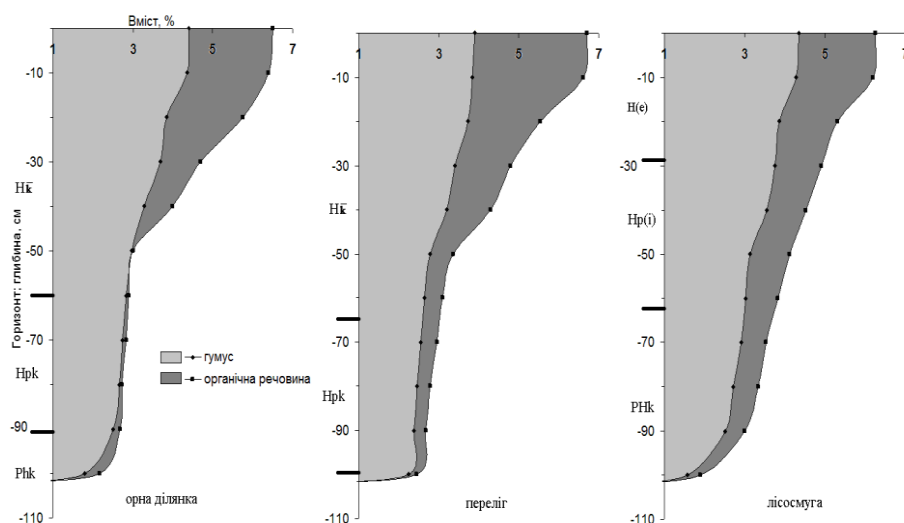 Вміст, %
1 3 5 7
-10
-30
-50
-70
-90
-110
Горизонт: глибина, см
Нк
Hpk
Phk
гумус
органічна речовина
орна ділянка
1 3 5 7
-10
-30
-50
-70
-90
-110
Нк
Hpk
переліг
1 3 5 7
-10
-30
-50
-70
-90
-110
H(e)
Hp(i)
PHk
лісосмуга